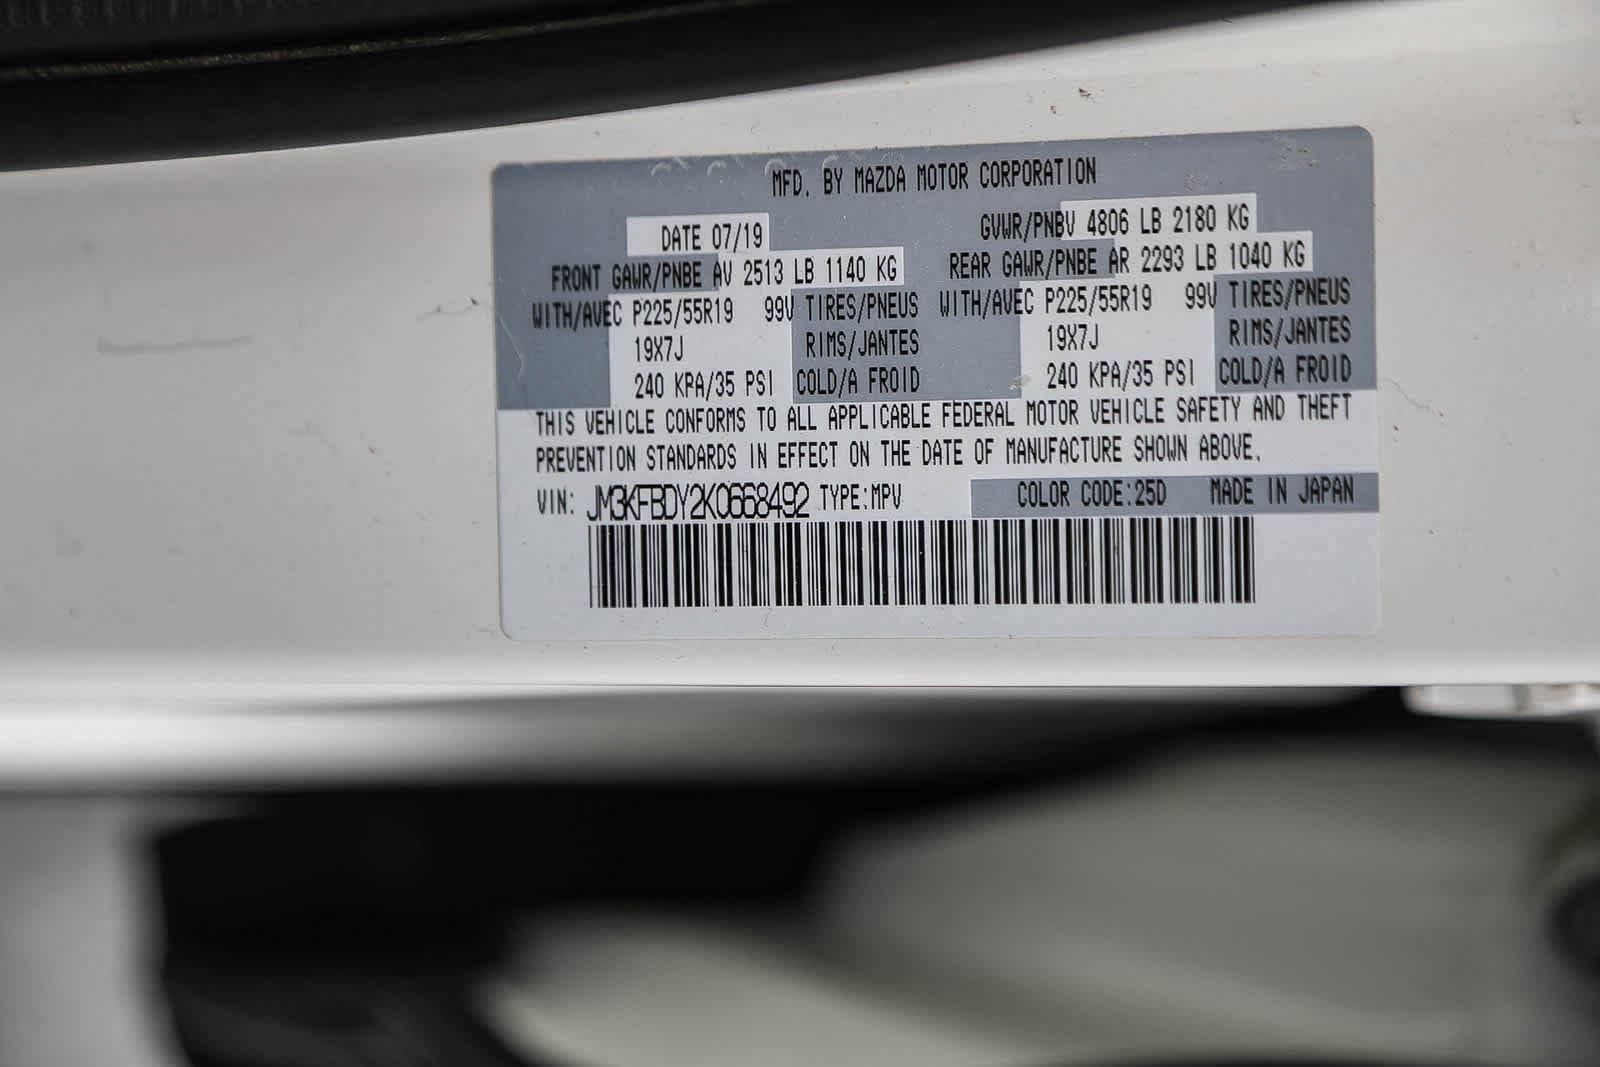 MFD. BY MAZDA MOTOR CORPORATION
DATE 07/19 GVWR/PNBV 4806 LB 2180 KG
FRONT GAWR/PNBE AV 2513 LB 1140 KG REAR GAWR/PNBE AR 2293 LB 1040 KG
WITH/AVEC P225/55R19 99V TIRES/PNEUS WITH/AVEC P225/55R19 99V TIRES/PNEUS
19X7J RIMS/JANTES 19X7J RIMS/JANTES
240 KPA/35 PSI COLD/A FROID 240 KPA/35 PSI COLD/A FROID
THIS VEHICLE CONFORMS TO ALL APPLICABLE FEDERAL MOTOR VEHICLE SAFETY AND THEFT
PREVENTION STANDARDS IN EFFECT ON THE DATE OF MANUFACTURE SHOWN ABOVE.
VIN: JM3KFBDY2K0668492 TYPE:MPV COLOR CODE:25D MADE IN JAPAN